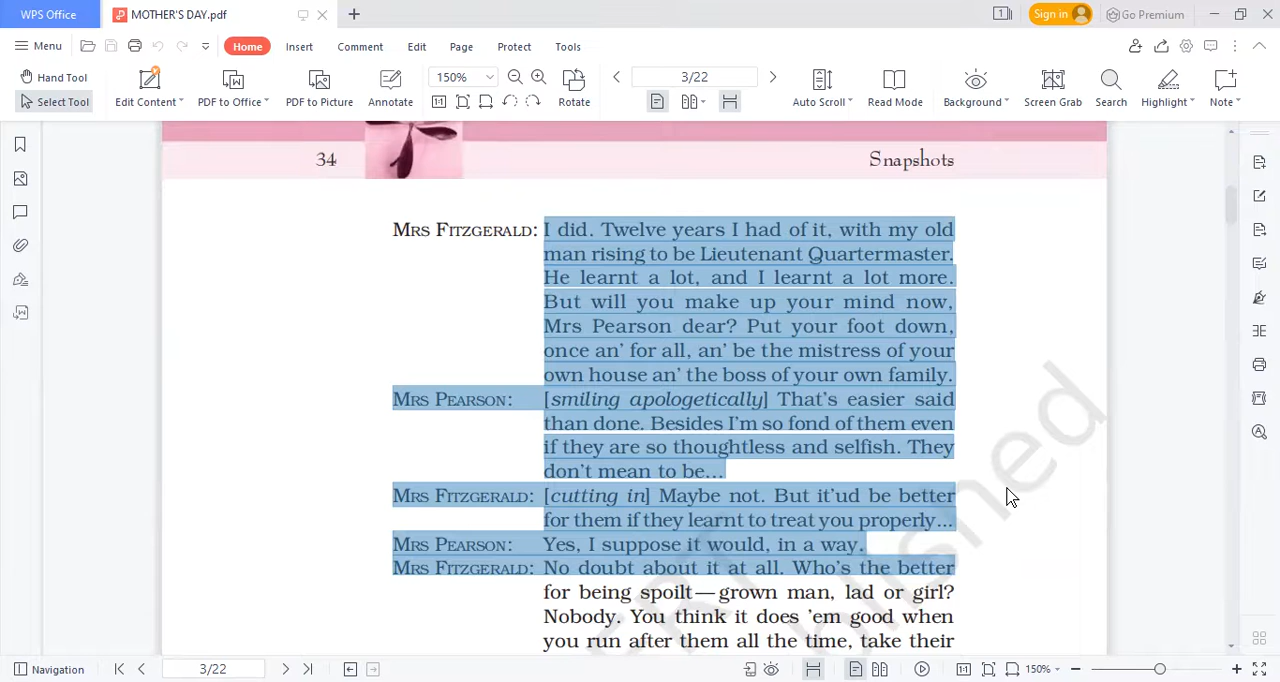 WPS Office
MOTHER'S DAY.pdf
Sign in
Go Premium
Menu
Home
Insert
Comment
Edit
Page
Protect
Tools
Hand Tool
Select Tool
Edit Content
PDF to Office
PDF to Picture
Annotate
150%
Rotate
3/22
Auto Scroll
Read Mode
Background
Screen Grab
Search
Highlight
Note
34
Snapshots
MRS FITZGERALD: I did. Twelve years I had of it, with my old
man rising to be Lieutenant Quartermaster.
He learnt a lot, and I learnt a lot more.
But will you make up your mind now,
Mrs Pearson dear? Put your foot down,
once an’ for all, an’ be the mistress of your
own house an’ the boss of your own family.
MRS PEARSON: [smiling apologetically] That’s easier said
than done. Besides I’m so fond of them even
if they are so thoughtless and selfish. They
don’t mean to be...
MRS FITZGERALD: [cutting in] Maybe not. But it’ud be better
for them if they learnt to treat you properly...
MRS PEARSON: Yes, I suppose it would, in a way.
MRS FITZGERALD: No doubt about it at all. Who’s the better
for being spoilt—grown man, lad or girl?
Nobody. You think it does ’em good when
you run after them all the time, take their
Navigation
3/22
150%